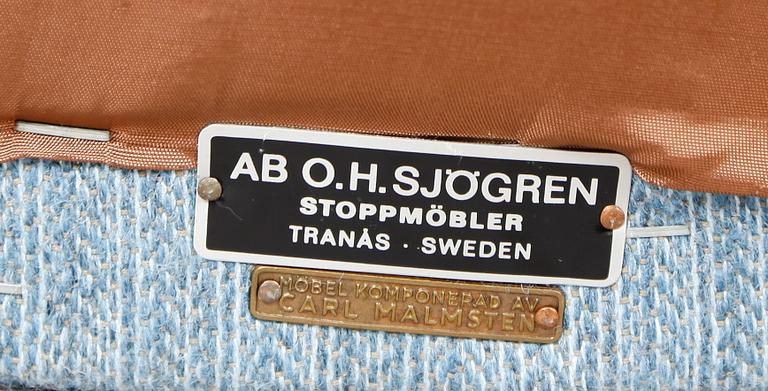 AB O.H. SJÖGREN
STOPPMÖBLER
TRANÅS · SWEDEN
MÖBEL KOMPONERAD AV
CARL MALMSTEN